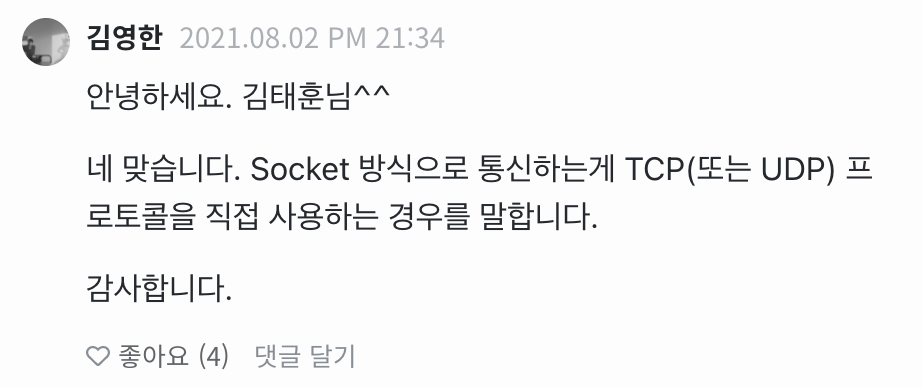 김영한 2021.08.02 PM 21:34
안녕하세요. 김태훈님^^
네 맞습니다. Socket 방식으로 통신하는게 TCP(또는 UDP) 프
로토콜을 직접 사용하는 경우를 말합니다.
감사합니다.
♡ 좋아요 (4) 댓글 달기